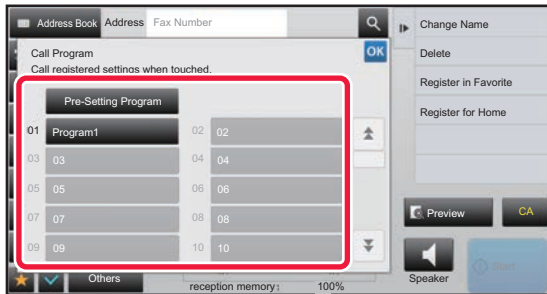 Address Book Address Fax Number
Change Name
Call Program OK
Delete
Call registered settings when touched.
Register in Favorite
Pre-Setting Program
Register for Home
01 Program1 02 02
03 03 04 04
05 05 06 06
07 07 08 08
Preview CA
09 09 10 10
Start
Others
Speaker
reception memory: 100%